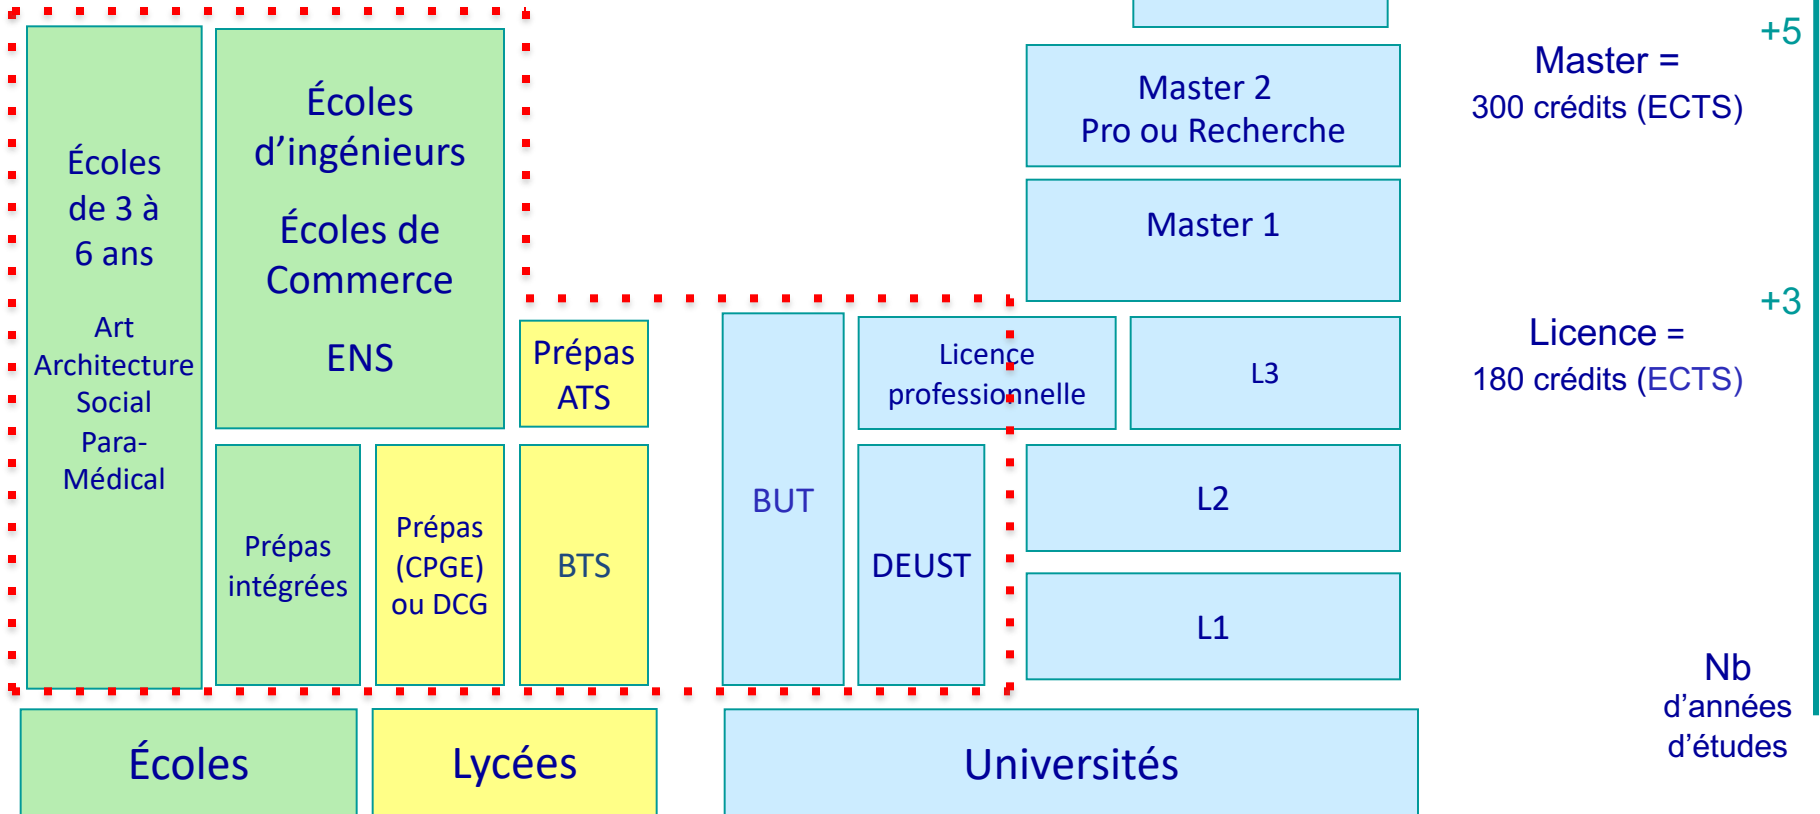 Écoles
de 3 à
6 ans
Art
Architecture
Social
Para-
Médical
Écoles
d'ingénieurs
Écoles de
Commerce
ENS
Prépas
intégrées
Prépas
(CPGE)
ou DCG
Prépas
ATS
BTS
BUT
Licence
professionnelle
DEUST
Master 2
Pro ou Recherche
Master 1
L3
L2
L1
+5
Master =
300 crédits (ECTS)
+3
Licence =
180 crédits (ECTS)
Nb
d'années
d'études
Écoles
Lycées
Universités